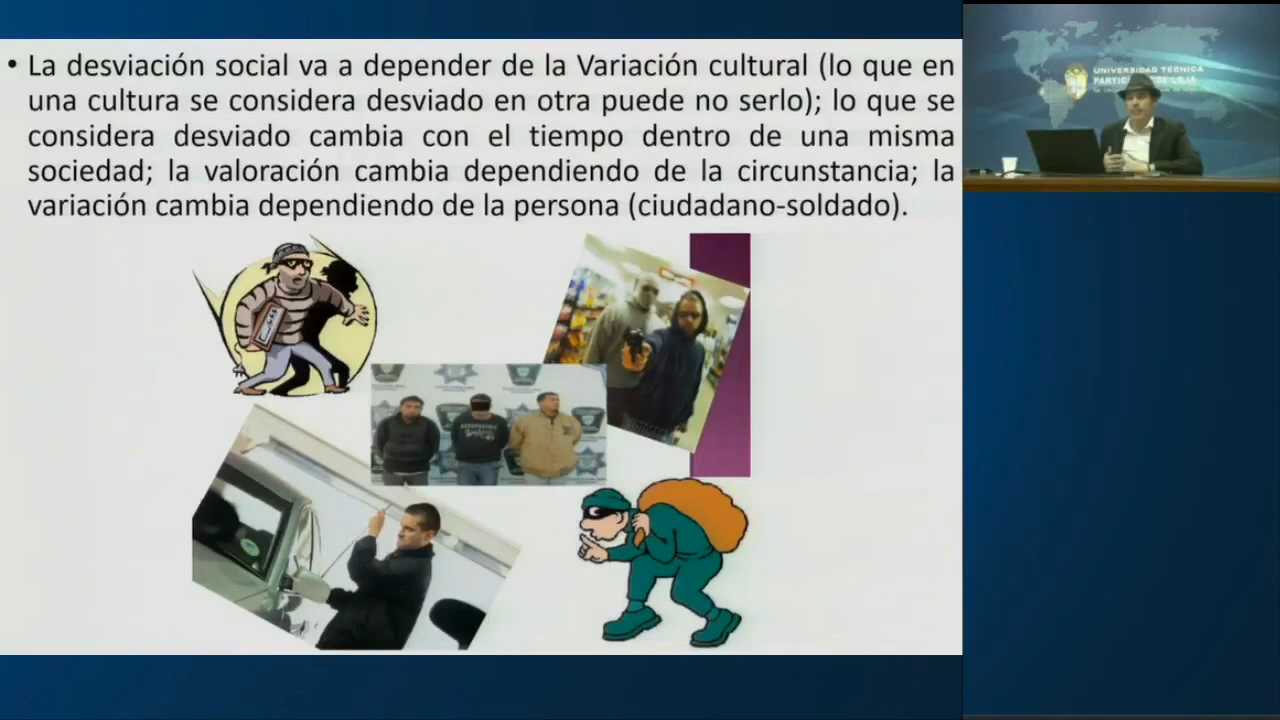 • La desviación social va a depender de la Variación cultural (lo que en
una cultura se considera desviado en otra puede no serlo); lo que se
considera desviado cambia con el tiempo dentro de una misma
sociedad; la valoración cambia dependiendo de la circunstancia; la
variación cambia dependiendo de la persona (ciudadano-soldado).
UNIVERSIDAD TÉCNICA